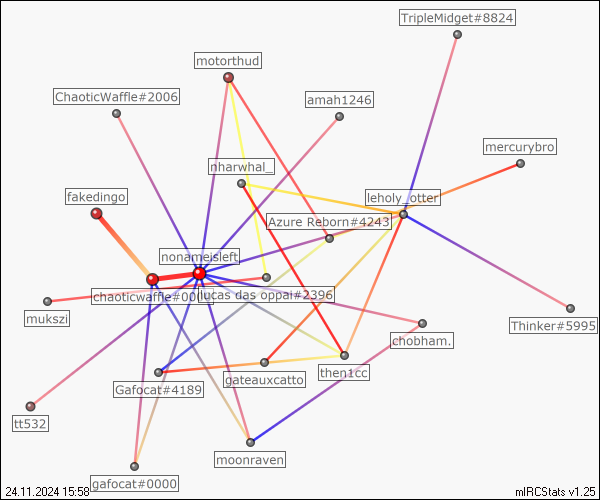 TripleMidget#8824
motorthud
ChaoticWaffle#2006
amah1246
mercurybro
nharwhal_
fakedingo
leholy_otter
Azure Reborn#4243
nonameisleft
chaoticwaffle#00
lucas das oppai#2396
mukszi
Thinker#5995
chobham.
then1cc
gateauxcatto
Gafocat#4189
tt532
moonraven
gafocat#0000
24.11.2024 15:58
mIRCStats v1.25